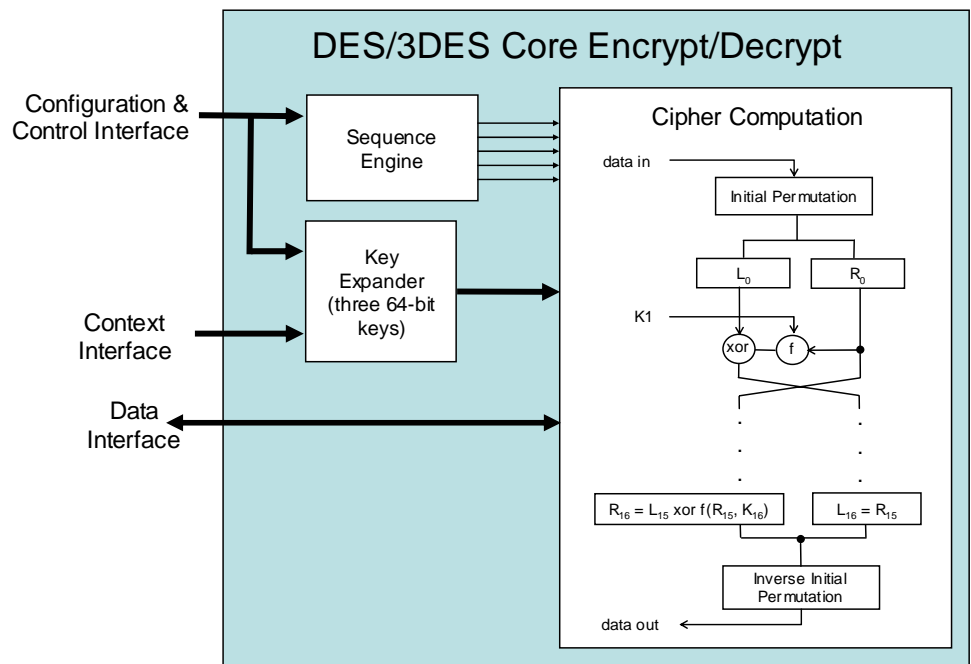 DES/3DES Core Encrypt/Decrypt
Configuration &
Control Interface
Sequence
Engine
Key
Expander
(three 64-bit
keys)
Context
Interface
Data
Interface
Cipher Computation
data in
Initial Permutation
L₀
R₀
K1
xor
f
R₁₆ = L₁₅ xor f(R₁₅, K₁₆)
L₁₆ = R₁₅
Inverse Initial
Permutation
data out